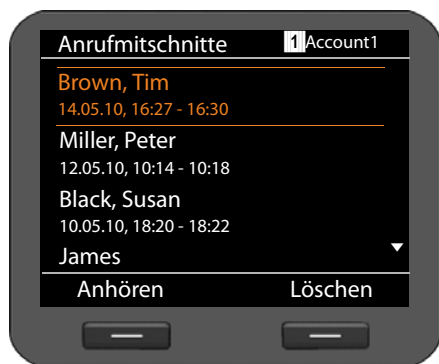 Anrufmitschnitte 1 Account1
Brown, Tim
14.05.10, 16:27 - 16:30
Miller, Peter
12.05.10, 10:14 - 10:18
Black, Susan
10.05.10, 18:20 - 18:22
James
Anhören Löschen